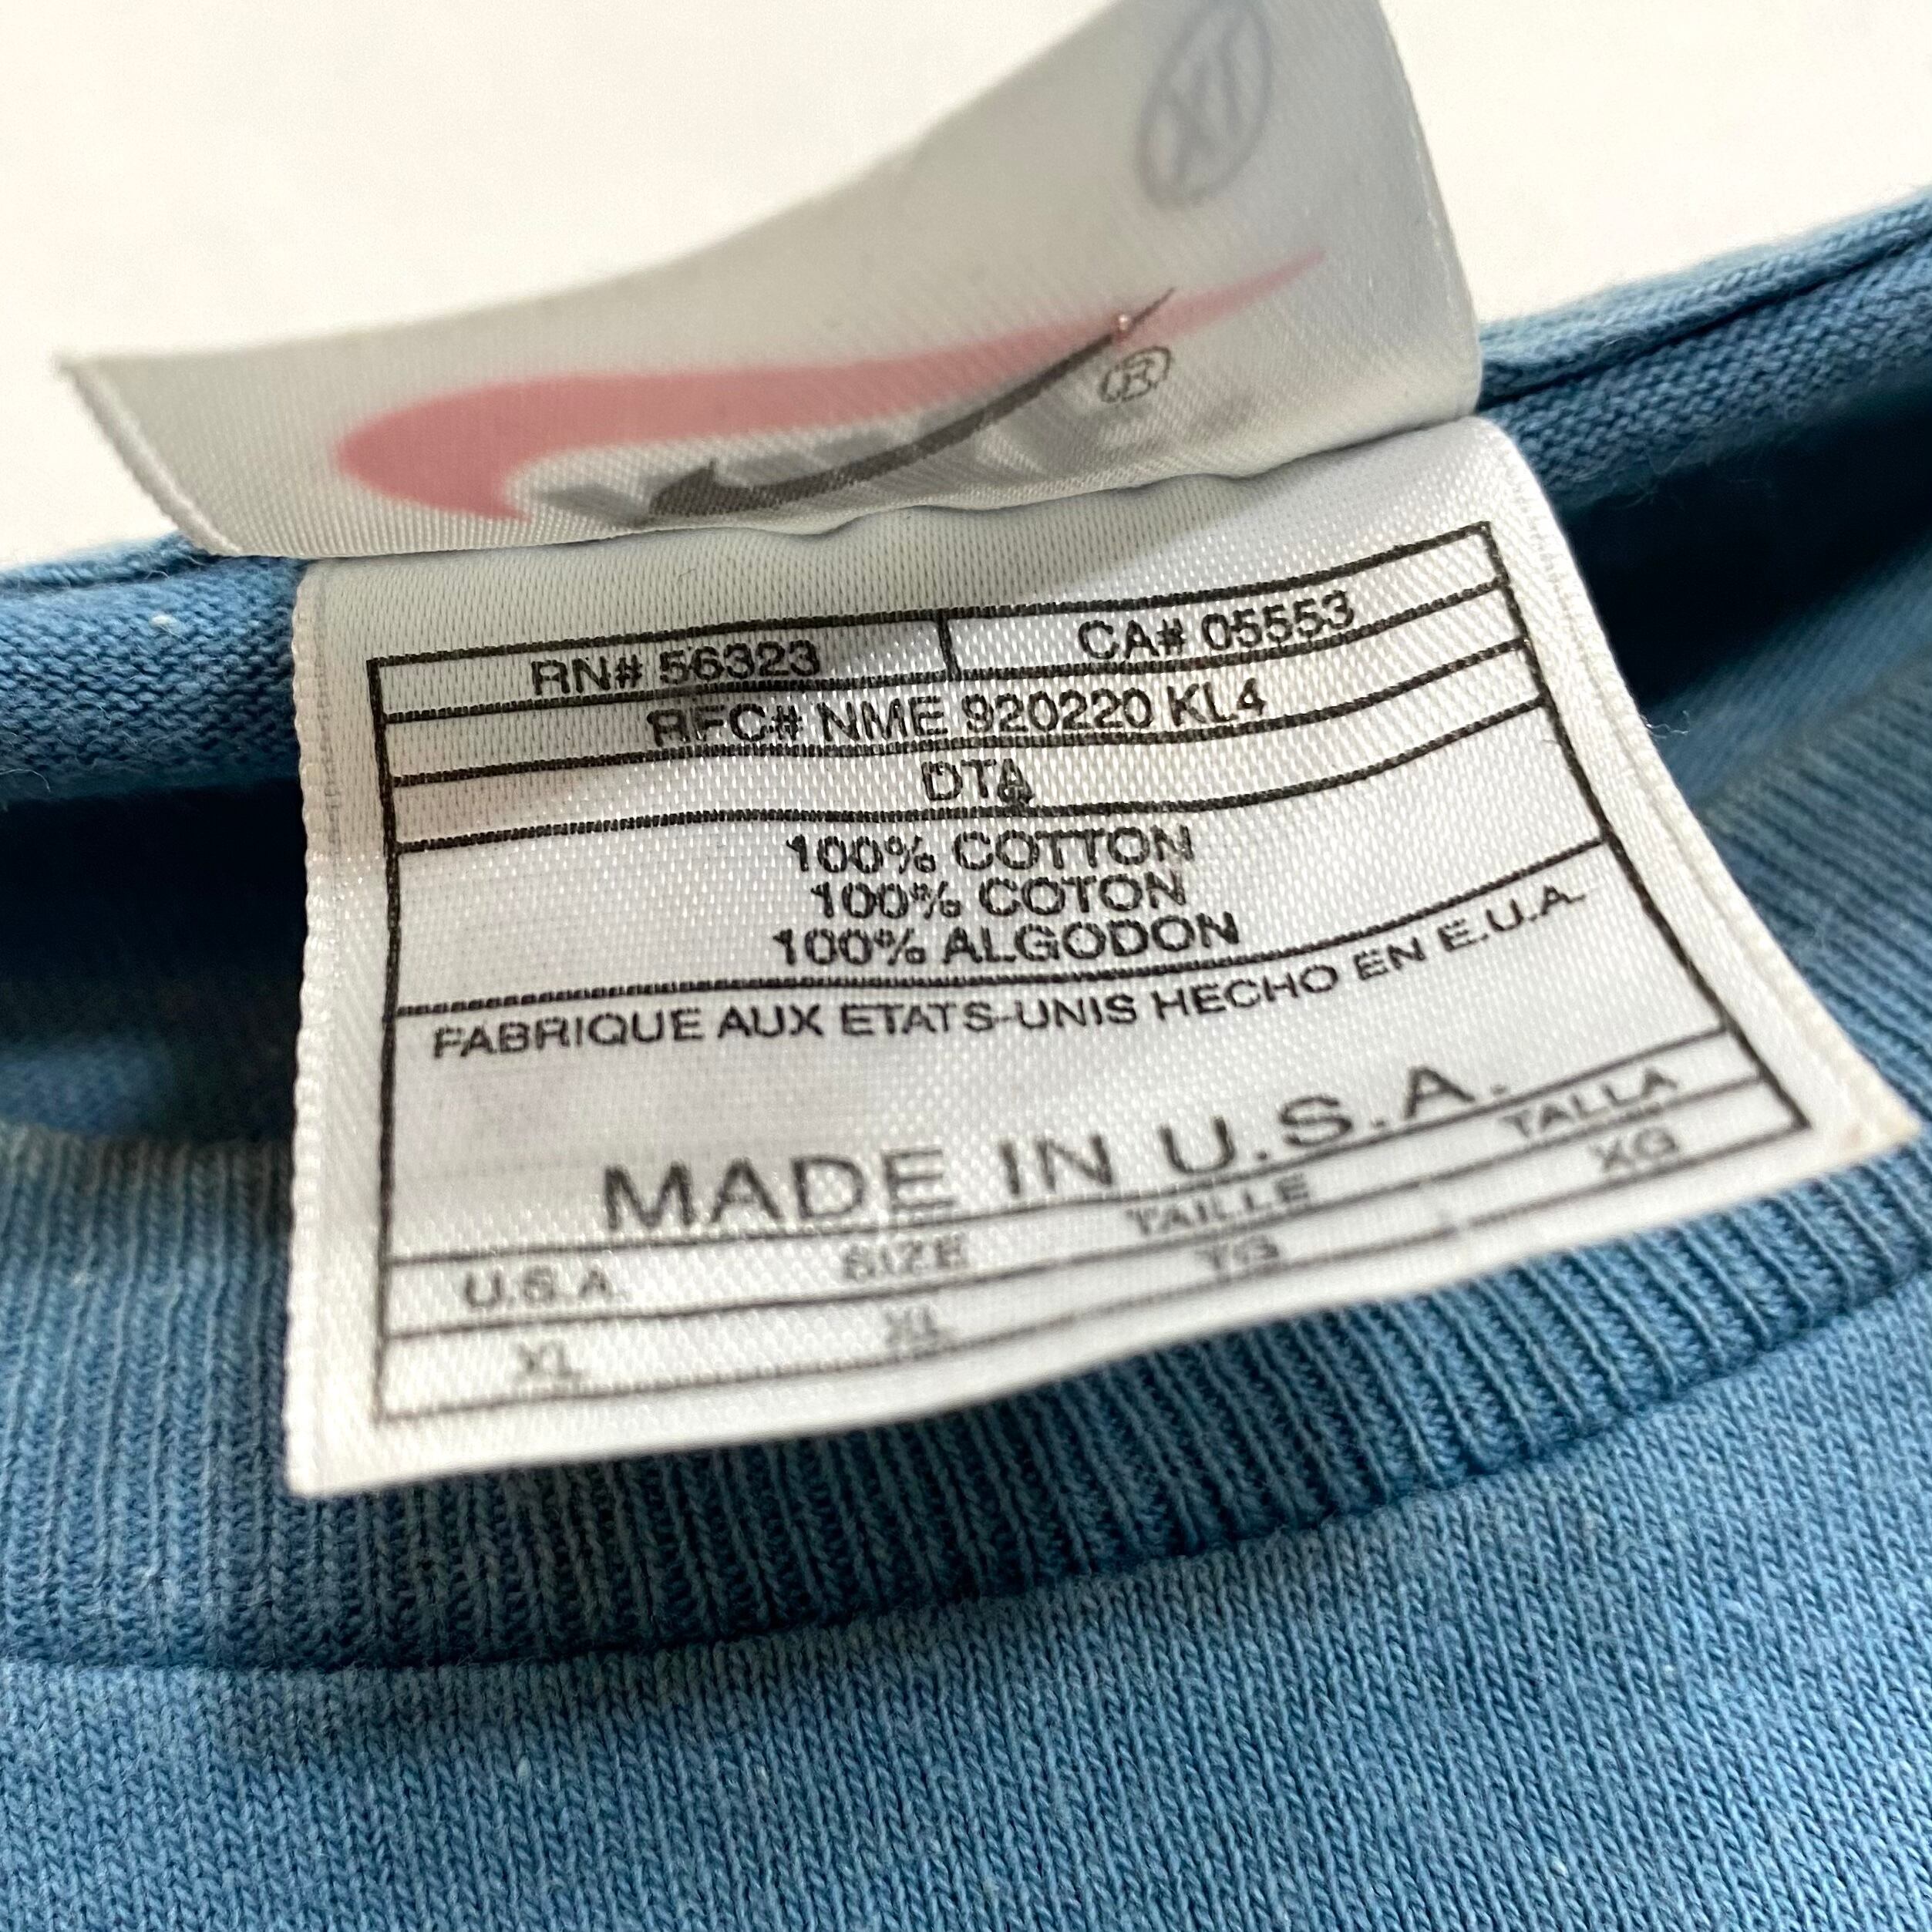 RN# 56323 CA# 05553
RFC# NME 920220 KL4
DTA
100% COTTON
100% COTON
100% ALGODON
FABRIQUE AUX ETATS-UNIS HECHO EN E.U.A.
MADE IN U.S.A.
U.S.A. SIZE TAILLE TALLA
XL XL TG XG